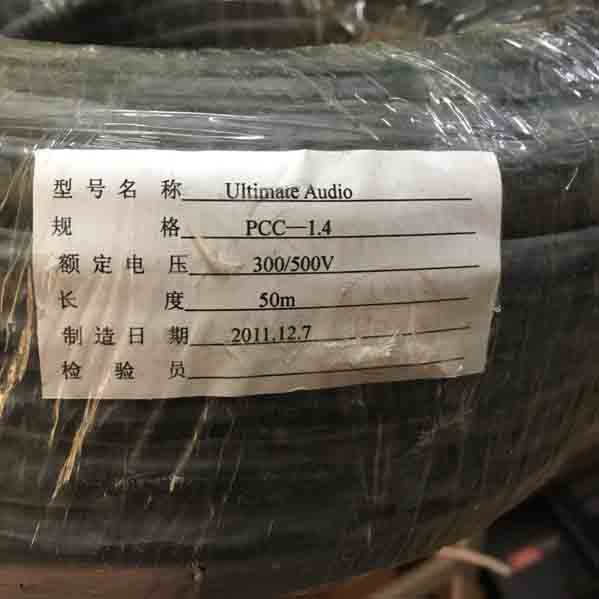 型号名称 Ultimate Audio
规格 PCC—1.4
额定电压 300/500V
长度 50m
制造日期 2011.12.7
检验员